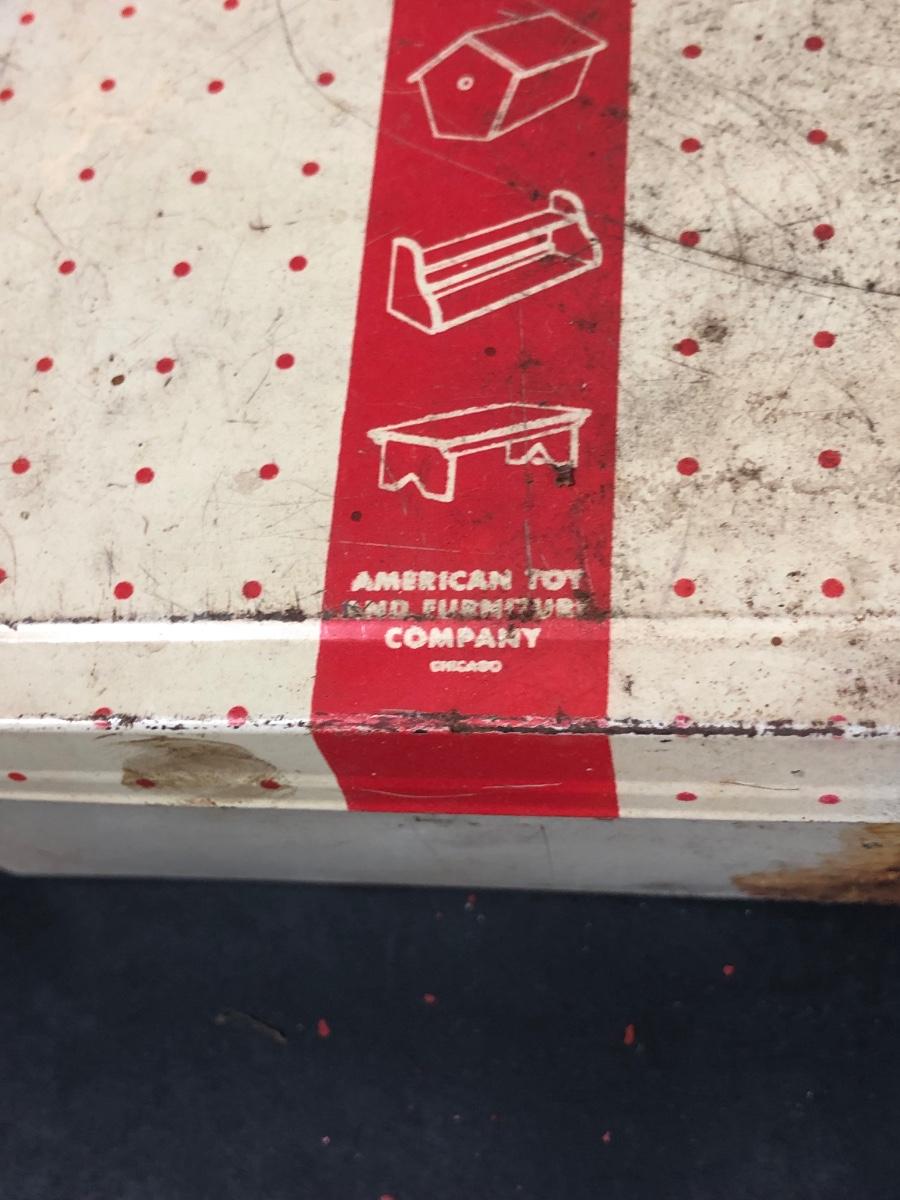 AMERICAN TOY
AND FURNITURE
COMPANY
CHICAGO